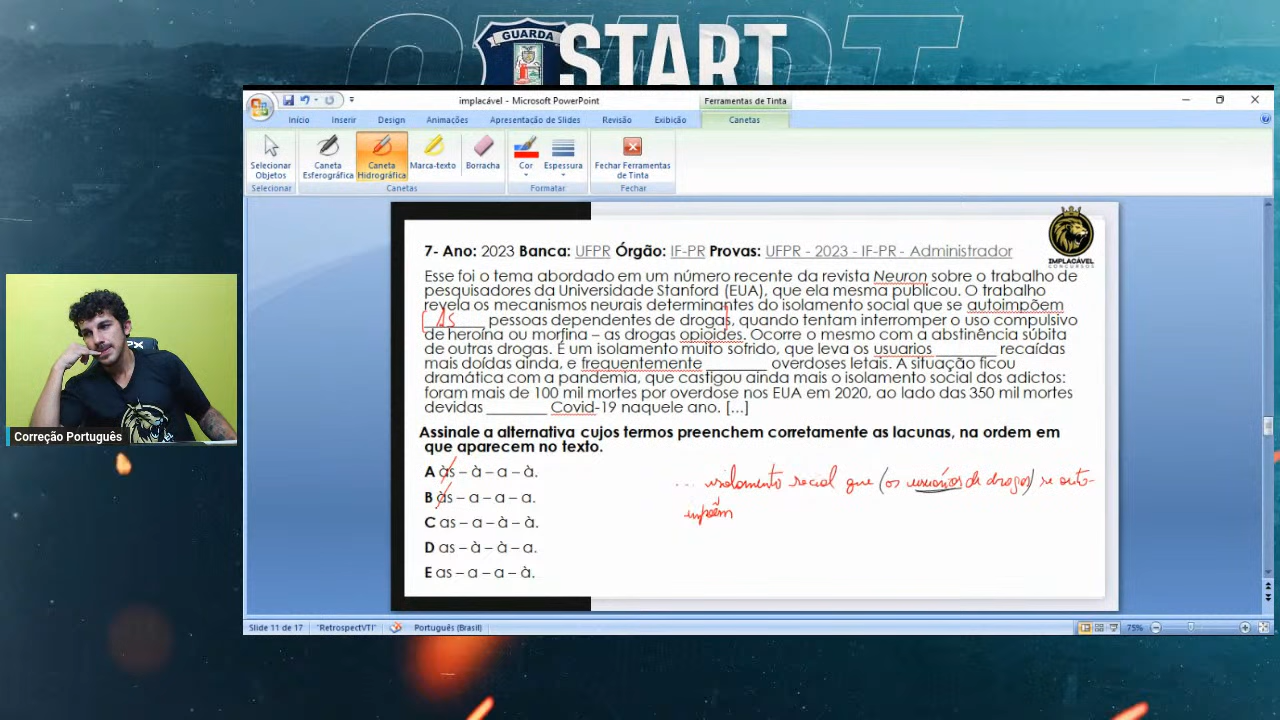 START
GUARDA
implacável - Microsoft PowerPoint
Ferramentas de Tinta
Início Inserir Design Animações Apresentação de Slides Revisão Exibição Canetas
Selecionar Objetos
Caneta Esferográfica
Caneta Hidrográfica
Marca-texto
Borracha
Cor
Espessura
Fechar Ferramentas de Tinta
Selecionar Canetas Formatar Fechar
IMPLACÁVEL
CONCURSOS
7- Ano: 2023 Banca: UFPR Órgão: IF-PR Provas: UFPR - 2023 - IF-PR - Administrador
Esse foi o tema abordado em um número recente da revista Neuron sobre o trabalho de
pesquisadores da Universidade Stanford (EUA), que ela mesma publicou. O trabalho
revela os mecanismos neurais determinantes do isolamento social que se autoimpõem
[AS ________ pessoas dependentes de drogas, quando tentam interromper o uso compulsivo
de heroína ou morfina – as drogas opioides. Ocorre o mesmo com a abstinência súbita
de outras drogas. É um isolamento muito sofrido, que leva os usuarios ________ recaídas
mais doídas ainda, e frequentemente ________ overdoses letais. A situação ficou
dramática com a pandemia, que castigou ainda mais o isolamento social dos adictos:
foram mais de 100 mil mortes por overdose nos EUA em 2020, ao lado das 350 mil mortes
devidas ________ Covid-19 naquele ano. [...]
Assinale a alternativa cujos termos preenchem corretamente as lacunas, na ordem em
que aparecem no texto.
A às – à – a – à.
B às – a – a – a.
C as – a – à – à.
D as – à – à – a.
E as – a – a – à.
... isolamento social que (os usuários de drogas) se auto-
impõem
PX
Correção Português
Slide 11 de 17 "RetrospectVTI" Português (Brasil) 75%